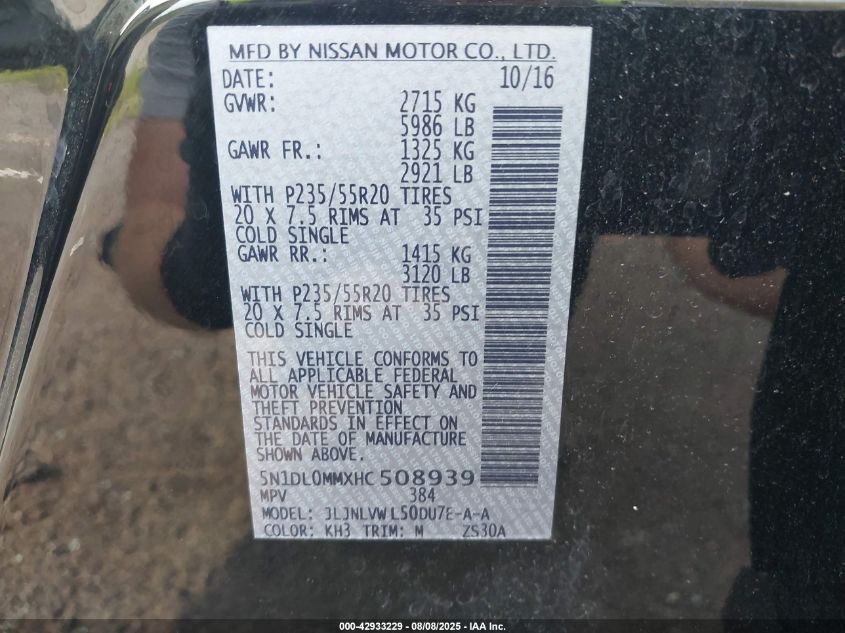 MFD BY NISSAN MOTOR CO., LTD.
DATE: 10/16
GVWR: 2715 KG
5986 LB
GAWR FR.: 1325 KG
2921 LB
WITH P235/55R20 TIRES
20 X 7.5 RIMS AT 35 PSI
COLD SINGLE
GAWR RR.: 1415 KG
3120 LB
WITH P235/55R20 TIRES
20 X 7.5 RIMS AT 35 PSI
COLD SINGLE
THIS VEHICLE CONFORMS TO
ALL APPLICABLE FEDERAL
MOTOR VEHICLE SAFETY AND
THEFT PREVENTION
STANDARDS IN EFFECT ON
THE DATE OF MANUFACTURE
SHOWN ABOVE.
5N1DL0MMXHC508939
MPV 384
MODEL: JLJNLVWL50DU7E-A-A
COLOR: KH3 TRIM: M ZS30A
000-42933229 - 08/08/2025 - IAA Inc.